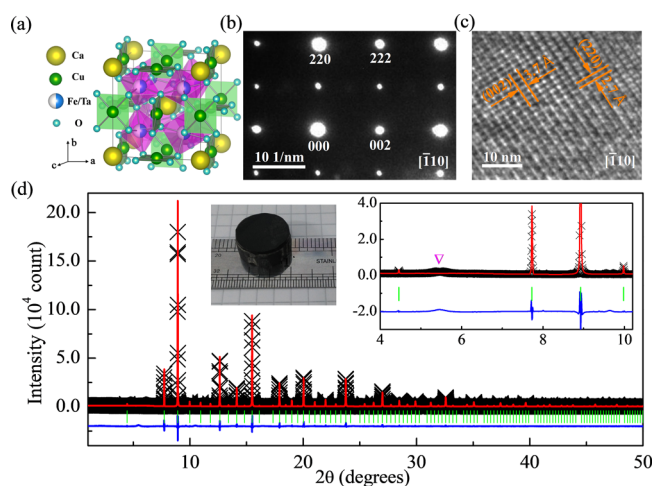 (a)
Ca
Cu
Fe/Ta
O
b
c
a
(b)
220
222
000
002
10 1/nm
[1̄10]
(c)
(220)
10 nm
[1̄10]
(d)
Intensity (10⁴ count)
20.0
15.0
10.0
5.0
0.0
STAINL
4.0
2.0
0.0
-2.0
4
6
8
10
10
20
30
40
50
2θ (degrees)